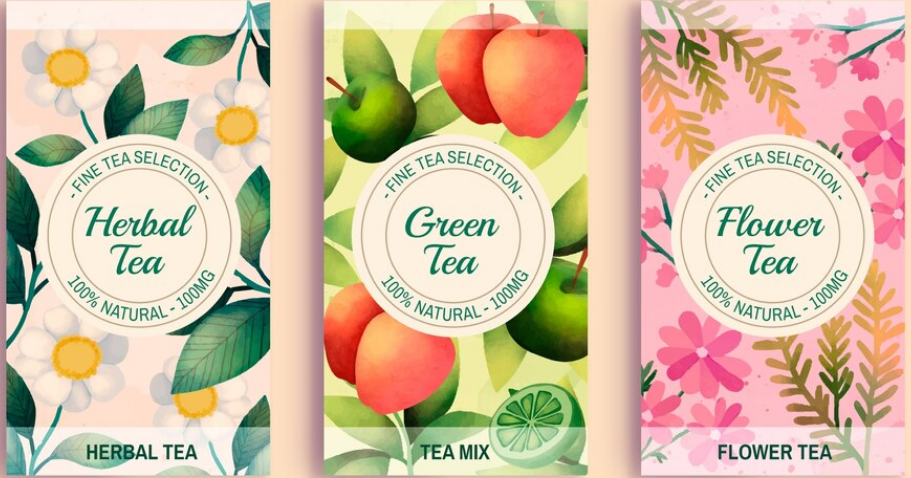 - FINE TEA SELECTION -
Herbal
Tea
100% NATURAL - 100MG
HERBAL TEA
- FINE TEA SELECTION -
Green
Tea
100% NATURAL - 100MG
TEA MIX
- FINE TEA SELECTION -
Flower
Tea
100% NATURAL - 100MG
FLOWER TEA